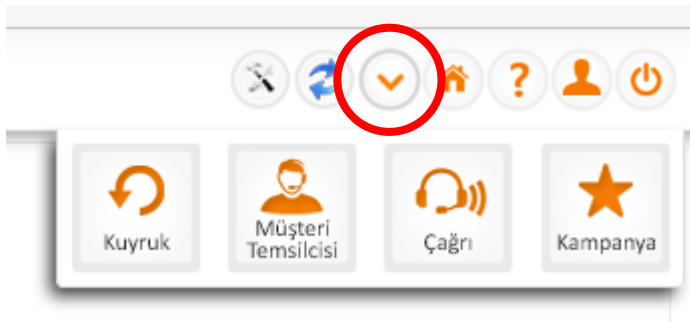 ?
Kuyruk
Müşteri
Temsilcisi
Çağrı
Kampanya